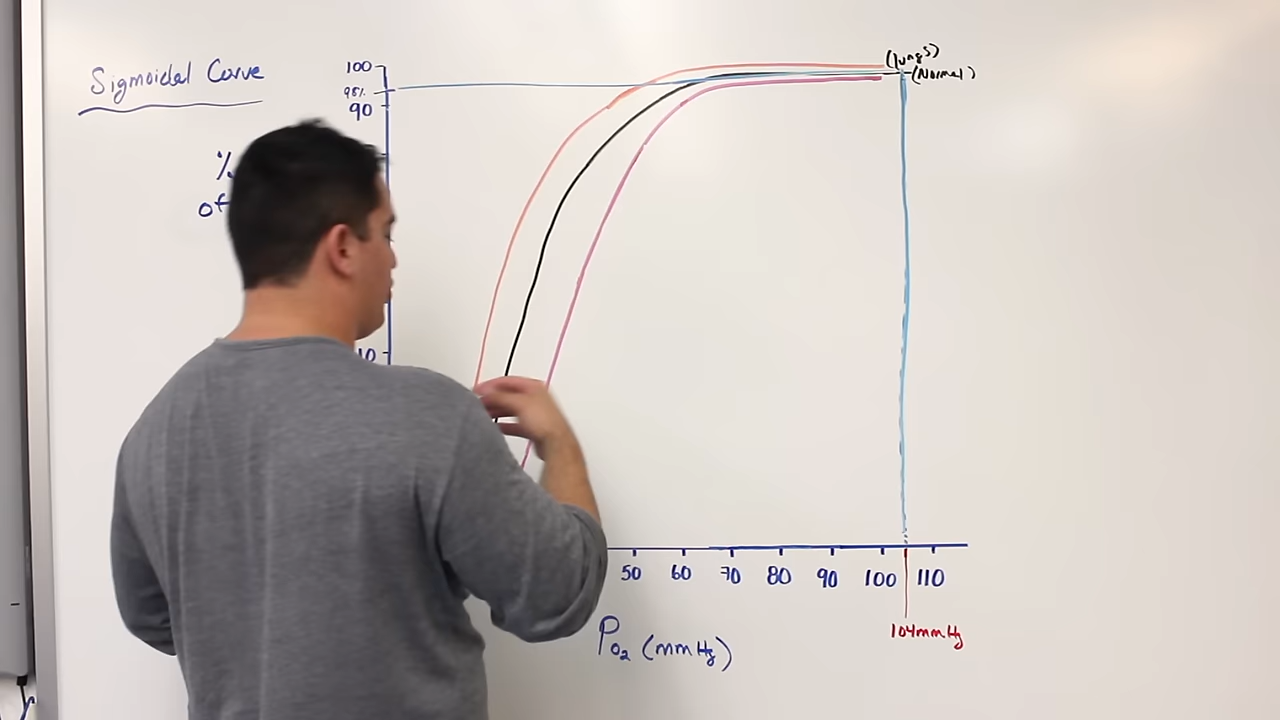 Sigmoidal Curve
100
98%
90
%
of
10
(lungs)
(Normal)
50 60 70 80 90 100 110
104mmHg
PO2 (mmHg)